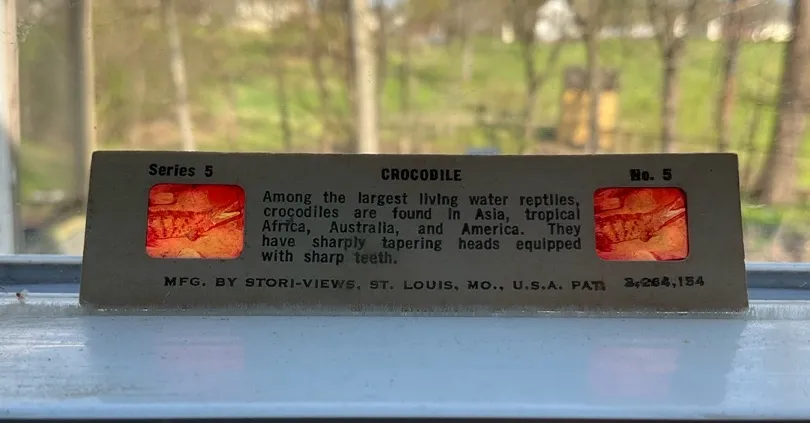 Series 5
CROCODILE
No. 5
Among the largest living water reptiles,
crocodiles are found in Asia, tropical
Africa, Australia, and America. They
have sharply tapering heads equipped
with sharp teeth.
MFG. BY STORI-VIEWS, ST. LOUIS, MO., U.S.A. PAT. 2,264,154